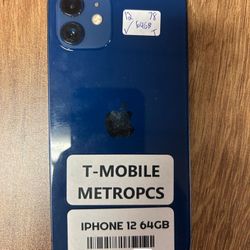 12 78
✓ 64GB
T
T-MOBILE
METROPCS
IPHONE 12 64GB